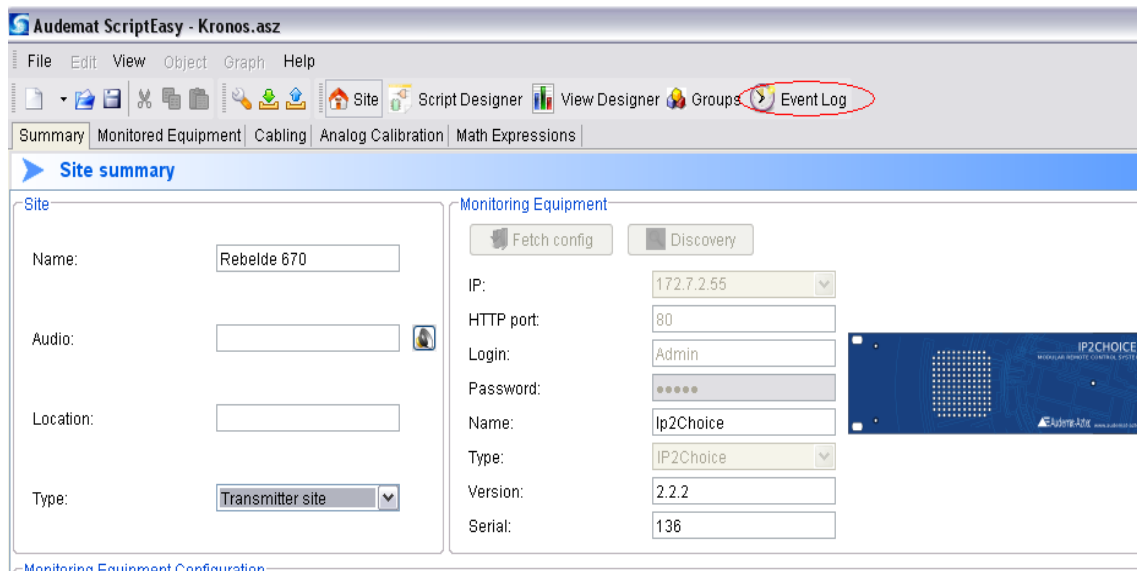 Audemat ScriptEasy - Kronos.asz
File Edit View Object Graph Help
Site Script Designer View Designer Groups Event Log
Summary Monitored Equipment Cabling Analog Calibration Math Expressions
Site summary
Site
Name: Rebelde 670
Audio:
Location:
Type: Transmitter site
Monitoring Equipment
Fetch config Discovery
IP: 172.7.2.55
HTTP port: 80
Login: Admin
Password: •••••
Name: Ip2Choice
Type: IP2Choice
Version: 2.2.2
Serial: 136
IP2CHOICE
MODULAR REMOTE CONTROL SYSTE
Audemat-Aztec
Monitoring Equipment Configuration